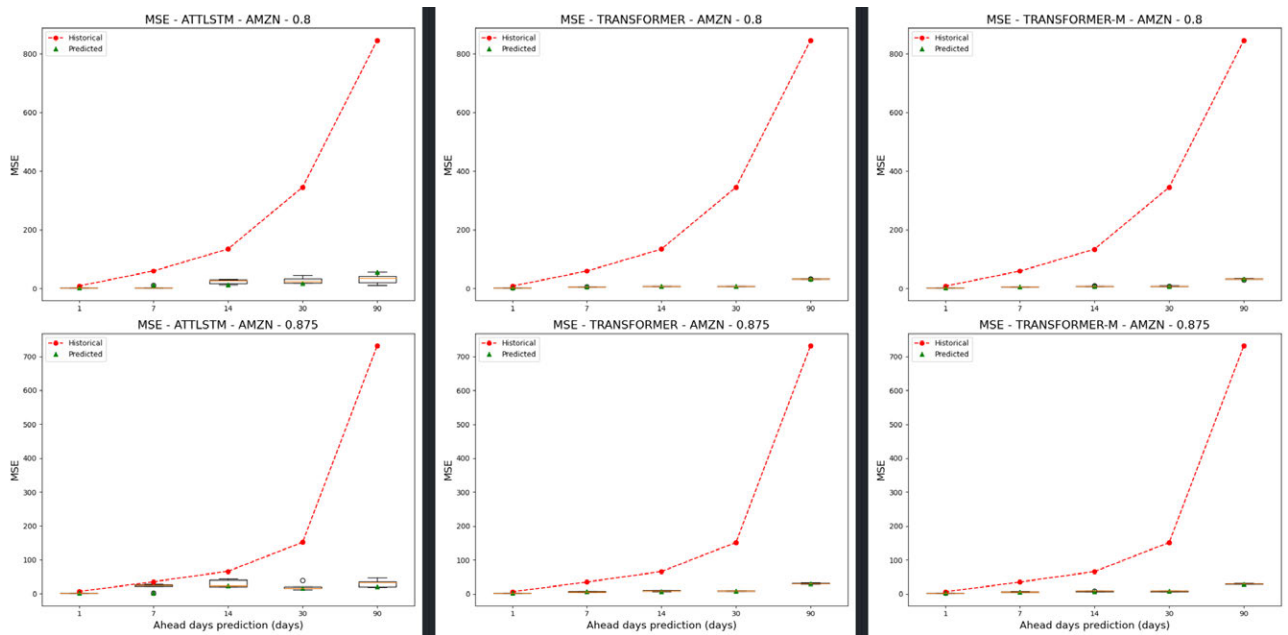 MSE - ATTLSTM - AMZN - 0.8
Historical
Predicted
MSE
800
600
400
200
0
1 7 14 30 90
MSE - TRANSFORMER - AMZN - 0.8
Historical
Predicted
MSE
800
600
400
200
0
1 7 14 30 90
MSE - TRANSFORMER-M - AMZN - 0.8
Historical
Predicted
MSE
800
600
400
200
0
1 7 14 30 90
MSE - ATTLSTM - AMZN - 0.875
Historical
Predicted
MSE
700
600
500
400
300
200
100
0
1 7 14 30 90
Ahead days prediction (days)
MSE - TRANSFORMER - AMZN - 0.875
Historical
Predicted
MSE
700
600
500
400
300
200
100
0
1 7 14 30 90
Ahead days prediction (days)
MSE - TRANSFORMER-M - AMZN - 0.875
Historical
Predicted
MSE
700
600
500
400
300
200
100
0
1 7 14 30 90
Ahead days prediction (days)